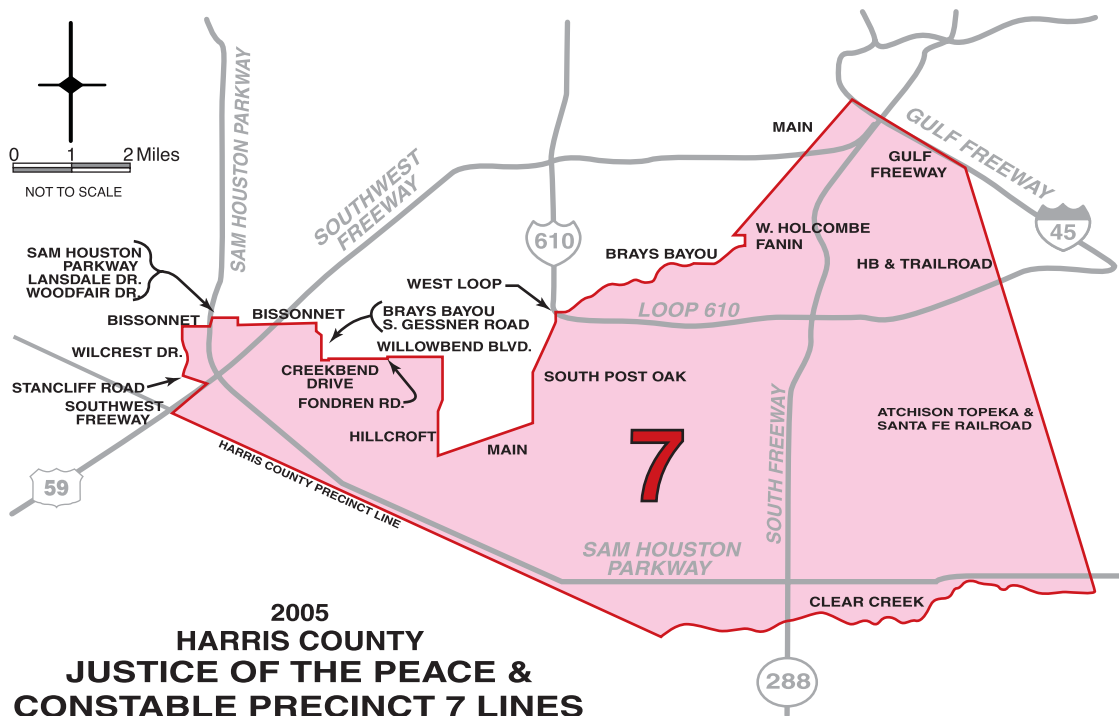 0 1 2 Miles
NOT TO SCALE
SAM HOUSTON PARKWAY
SOUTHWEST
FREEWAY
610
MAIN
GULF FREEWAY
GULF
FREEWAY
45
W. HOLCOMBE
FANIN
BRAYS BAYOU
HB & TRAILROAD
SAM HOUSTON
PARKWAY
LANSDALE DR.
WOODFAIR DR.
WEST LOOP
LOOP 610
BISSONNET
BISSONNET
BRAYS BAYOU
S. GESSNER ROAD
WILLOWBEND BLVD.
WILCREST DR.
STANCLIFF ROAD
SOUTHWEST
FREEWAY
CREEKBEND
DRIVE
FONDREN RD.
SOUTH POST OAK
HILLCROFT
MAIN
ATCHISON TOPEKA &
SANTA FE RAILROAD
7
59
HARRIS COUNTY PRECINCT LINE
SOUTH FREEWAY
SAM HOUSTON
PARKWAY
CLEAR CREEK
288
2005
HARRIS COUNTY
JUSTICE OF THE PEACE &
CONSTABLE PRECINCT 7 LINES